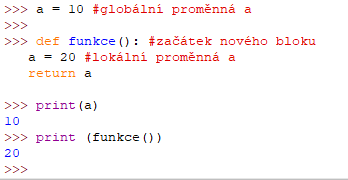 >>> a = 10 #globální proměnná a
>>>
>>> def funkce(): #začátek nového bloku
   a = 20 #lokální proměnná a
   return a

>>> print(a)
10
>>> print (funkce())
20
>>>